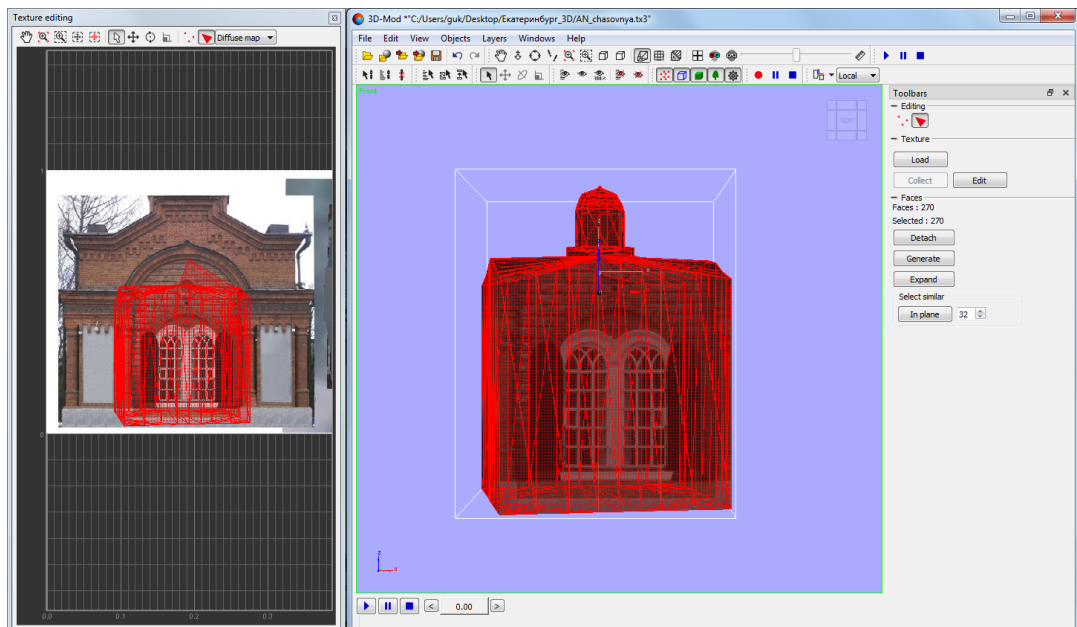 Texture editing
Diffuse map
1
0
0.0 0.1 0.2 0.3
3D-Mod *"C:/Users/guk/Desktop/Екатеринбург_3D/AN_chasovnya.tx3"
File Edit View Objects Layers Windows Help
Local
Front
FRONT
z
x
0.00
Toolbars
Editing
Texture
Load
Collect Edit
Faces
Faces : 270
Selected : 270
Detach
Generate
Expand
Select similar
In plane 32